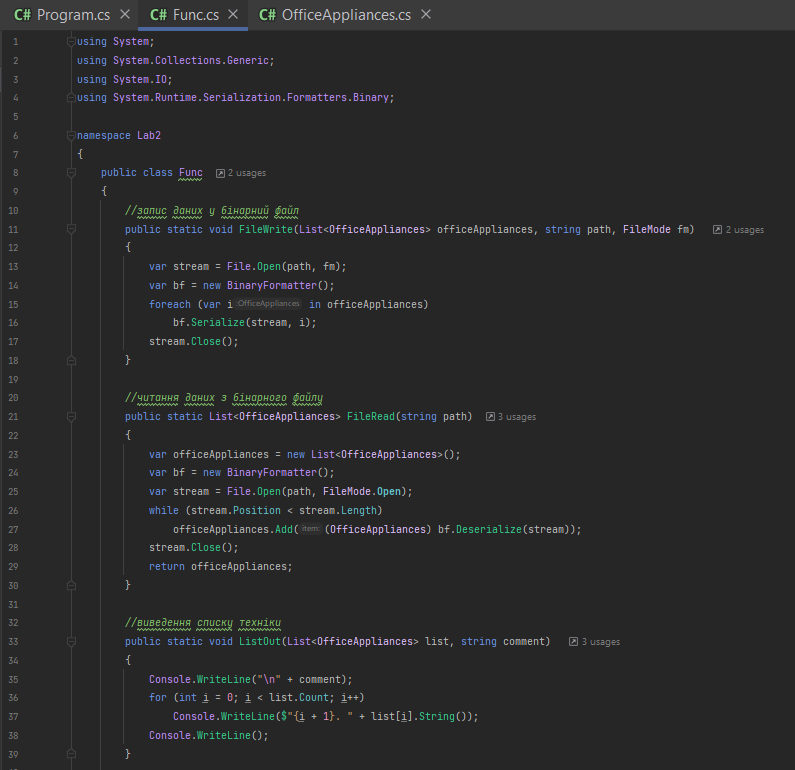 C# Program.cs × C# Func.cs × C# OfficeAppliances.cs ×
1 using System;
2 using System.Collections.Generic;
3 using System.IO;
4 using System.Runtime.Serialization.Formatters.Binary;
5
6 namespace Lab2
7 {
8 public class Func 2 usages
9 {
10 //запис даних у бінарний файл
11 public static void FileWrite(List<OfficeAppliances> officeAppliances, string path, FileMode fm) 2 usages
12 {
13 var stream = File.Open(path, fm);
14 var bf = new BinaryFormatter();
15 foreach (var i :OfficeAppliances in officeAppliances)
16 bf.Serialize(stream, i);
17 stream.Close();
18 }
19
20 //читання даних з бінарного файлу
21 public static List<OfficeAppliances> FileRead(string path) 3 usages
22 {
23 var officeAppliances = new List<OfficeAppliances>();
24 var bf = new BinaryFormatter();
25 var stream = File.Open(path, FileMode.Open);
26 while (stream.Position < stream.Length)
27 officeAppliances.Add( item: (OfficeAppliances) bf.Deserialize(stream));
28 stream.Close();
29 return officeAppliances;
30 }
31
32 //виведення списку техніки
33 public static void ListOut(List<OfficeAppliances> list, string comment) 3 usages
34 {
35 Console.WriteLine("\n" + comment);
36 for (int i = 0; i < list.Count; i++)
37 Console.WriteLine($"{i + 1}. " + list[i].String());
38 Console.WriteLine();
39 }